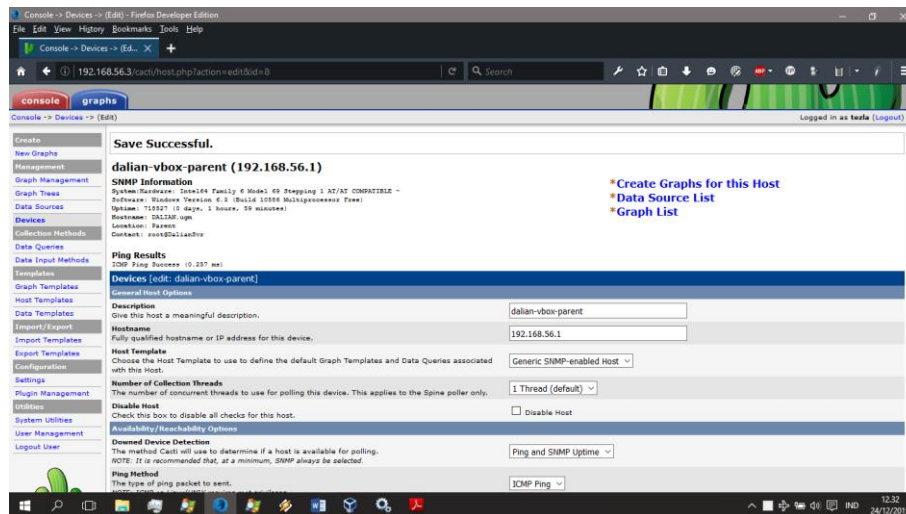 Console -> Devices -> (Edit) - Firefox Developer Edition
File Edit View History Bookmarks Tools Help
Console -> Devices -> (Ed...
192.168.56.3/cacti/host.php?action=edit&id=8
Search
console graphs
Console -> Devices -> (Edit)
Logged in as tezla (Logout)
Create
New Graphs
Management
Graph Management
Graph Trees
Data Sources
Devices
Collection Methods
Data Queries
Data Input Methods
Templates
Graph Templates
Host Templates
Data Templates
Import/Export
Import Templates
Export Templates
Configuration
Settings
Plugin Management
Utilities
System Utilities
User Management
Logout User
Save Successful.
dalian-vbox-parent (192.168.56.1)
SNMP Information
System:Hardware: Intel64 Family 6 Model 69 Stepping 1 AT/AT COMPATIBLE -
Software: Windows Version 6.3 (Build 10586 Multiprocessor Free)
Uptime: 715527 (0 days, 1 hours, 59 minutes)
Hostname: DALIAN.ugm
Location: Parent
Contact: root@DalianSvr
*Create Graphs for this Host
*Data Source List
*Graph List
Ping Results
ICMP Ping Success (0.257 ms)
Devices [edit: dalian-vbox-parent]
General Host Options
Description
Give this host a meaningful description.
dalian-vbox-parent
Hostname
Fully qualified hostname or IP address for this device.
192.168.56.1
Host Template
Choose the Host Template to use to define the default Graph Templates and Data Queries associated
with this Host.
Generic SNMP-enabled Host
Number of Collection Threads
The number of concurrent threads to use for polling this device. This applies to the Spine poller only.
1 Thread (default)
Disable Host
Check this box to disable all checks for this host.
Disable Host
Availability/Reachability Options
Downed Device Detection
The method Cacti will use to determine if a host is available for polling.
NOTE: It is recommended that, at a minimum, SNMP always be selected.
Ping and SNMP Uptime
Ping Method
The type of ping packet to sent.
ICMP Ping
IND
12.32
24/12/201